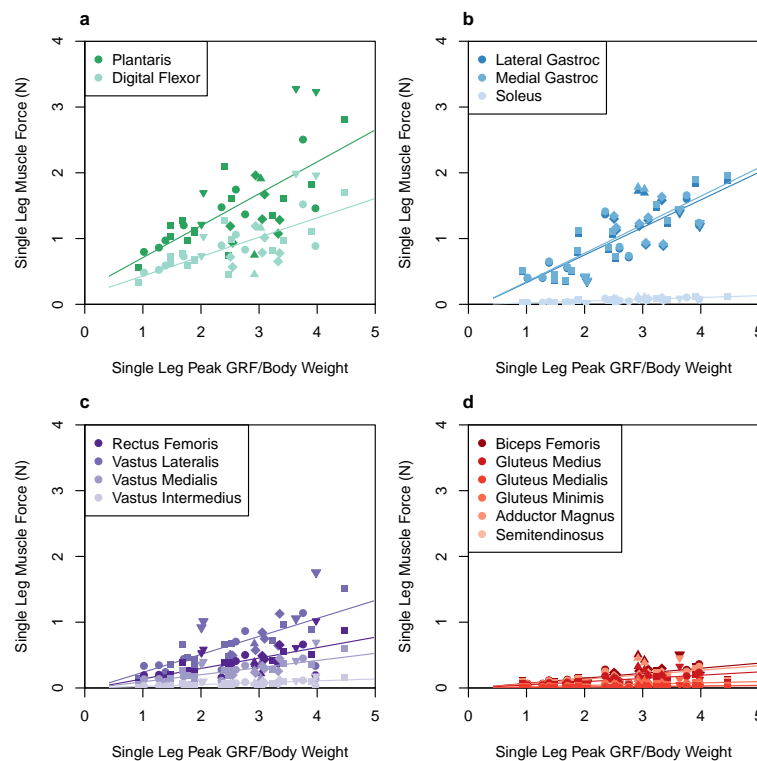 a
Single Leg Muscle Force (N)
4
3
2
1
0
Plantaris
Digital Flexor
0 1 2 3 4 5
Single Leg Peak GRF/Body Weight
b
Single Leg Muscle Force (N)
4
3
2
1
0
Lateral Gastroc
Medial Gastroc
Soleus
0 1 2 3 4 5
Single Leg Peak GRF/Body Weight
c
Single Leg Muscle Force (N)
4
3
2
1
0
Rectus Femoris
Vastus Lateralis
Vastus Medialis
Vastus Intermedius
0 1 2 3 4 5
Single Leg Peak GRF/Body Weight
d
Single Leg Muscle Force (N)
4
3
2
1
0
Biceps Femoris
Gluteus Medius
Gluteus Medialis
Gluteus Minimis
Adductor Magnus
Semitendinosus
0 1 2 3 4 5
Single Leg Peak GRF/Body Weight